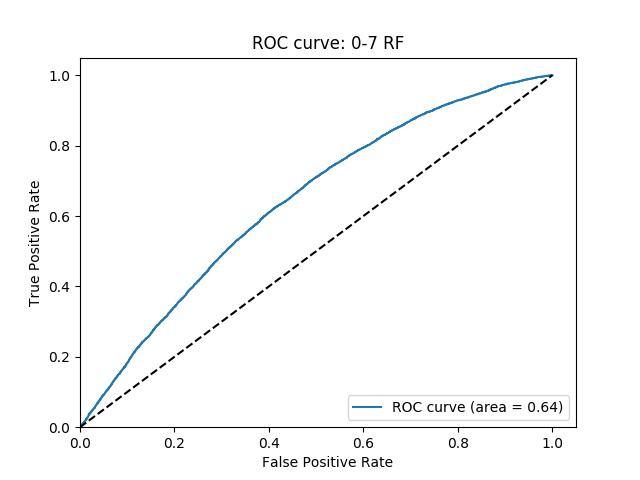 ROC curve: 0-7 RF
True Positive Rate
1.0
0.8
0.6
0.4
0.2
0.0
ROC curve (area = 0.64)
0.0 0.2 0.4 0.6 0.8 1.0
False Positive Rate